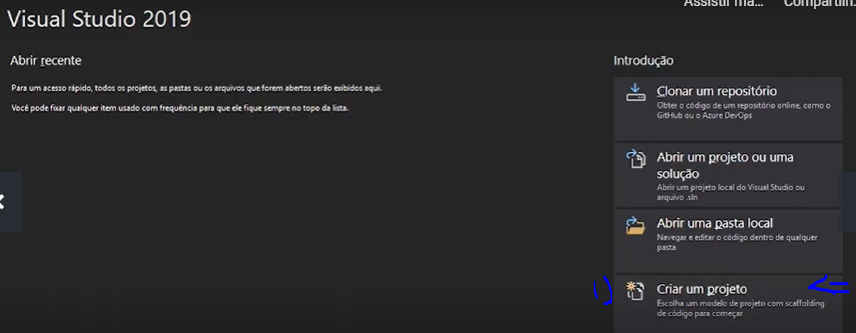 Assistir ma... Compartilh...
Visual Studio 2019
Abrir recente
Para um acesso rápido, todos os projetos, as pastas ou os arquivos que forem abertos serão exibidos aqui.
Você pode fixar qualquer item usado com frequência para que ele fique sempre no topo da lista.
Introdução
Clonar um repositório
Obter o código de um repositório online, como o
GitHub ou o Azure DevOps
Abrir um projeto ou uma
solução
Abrir um projeto local do Visual Studio ou
arquivo .sln
Abrir uma pasta local
Navegar e editar o código dentro de qualquer
pasta
1) Criar um projeto <=
Escolha um modelo de projeto com scaffolding
de código para começar